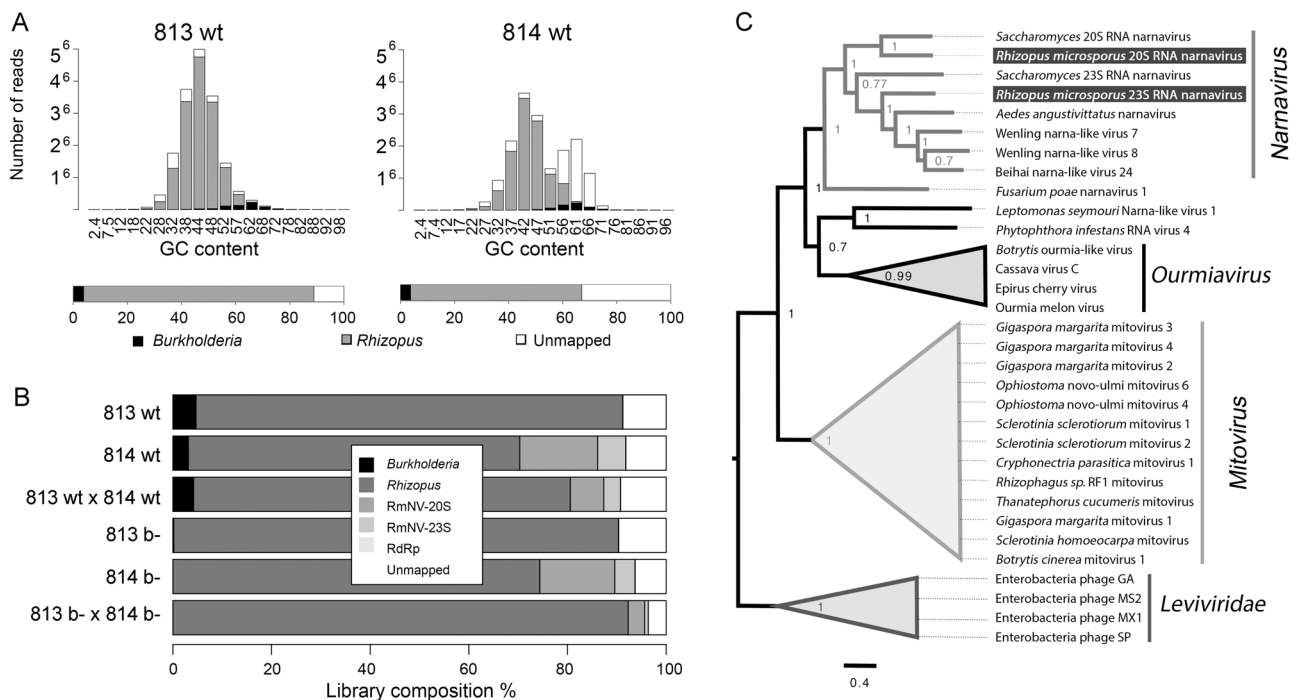 A
813 wt
814 wt
Number of reads
5⁶
4⁶
3⁶
2⁶
1⁶
2.4
7.5
12
18
22
28
32
38
44
48
52
57
62
68
72
78
82
88
92
98
GC content
5⁶
4⁶
3⁶
2⁶
1⁶
2.4
7.4
12
17
22
27
32
37
42
47
51
56
61
66
71
76
81
86
91
96
GC content
0 20 40 60 80 100
0 20 40 60 80 100
Burkholderia
Rhizopus
Unmapped
B
813 wt
814 wt
813 wt x 814 wt
813 b-
814 b-
813 b- x 814 b-
Burkholderia
Rhizopus
RmNV-20S
RmNV-23S
RdRp
Unmapped
0 20 40 60 80 100
Library composition %
C
Saccharomyces 20S RNA narnavirus
Rhizopus microsporus 20S RNA narnavirus
Saccharomyces 23S RNA narnavirus
Rhizopus microsporus 23S RNA narnavirus
Aedes angustivittatus narnavirus
Wenling narna-like virus 7
Wenling narna-like virus 8
Beihai narna-like virus 24
Fusarium poae narnavirus 1
Leptomonas seymouri Narna-like virus 1
Phytophthora infestans RNA virus 4
Botrytis ourmia-like virus
Cassava virus C
Epirus cherry virus
Ourmia melon virus
Gigaspora margarita mitovirus 3
Gigaspora margarita mitovirus 4
Gigaspora margarita mitovirus 2
Ophiostoma novo-ulmi mitovirus 6
Ophiostoma novo-ulmi mitovirus 4
Sclerotinia sclerotiorum mitovirus 1
Sclerotinia sclerotiorum mitovirus 2
Cryphonectria parasitica mitovirus 1
Rhizophagus sp. RF1 mitovirus
Thanatephorus cucumeris mitovirus
Gigaspora margarita mitovirus 1
Sclerotinia homoeocarpa mitovirus
Botrytis cinerea mitovirus 1
Enterobacteria phage GA
Enterobacteria phage MS2
Enterobacteria phage MX1
Enterobacteria phage SP
Narnavirus
Ourmiavirus
Mitovirus
Leviviridae
1
1
0.77
1
1
1
1
0.7
1
1
0.7
0.99
1
1
1
0.4